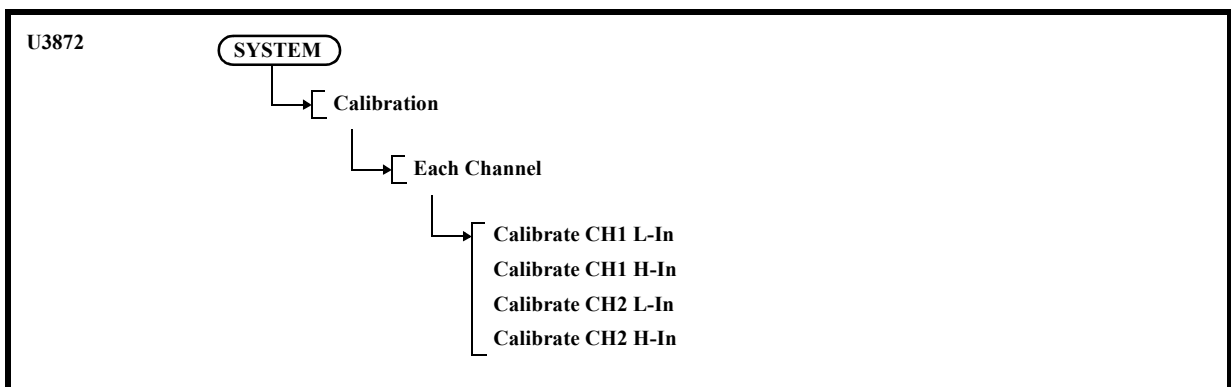 U3872
SYSTEM
Calibration
Each Channel
Calibrate CH1 L-In
Calibrate CH1 H-In
Calibrate CH2 L-In
Calibrate CH2 H-In